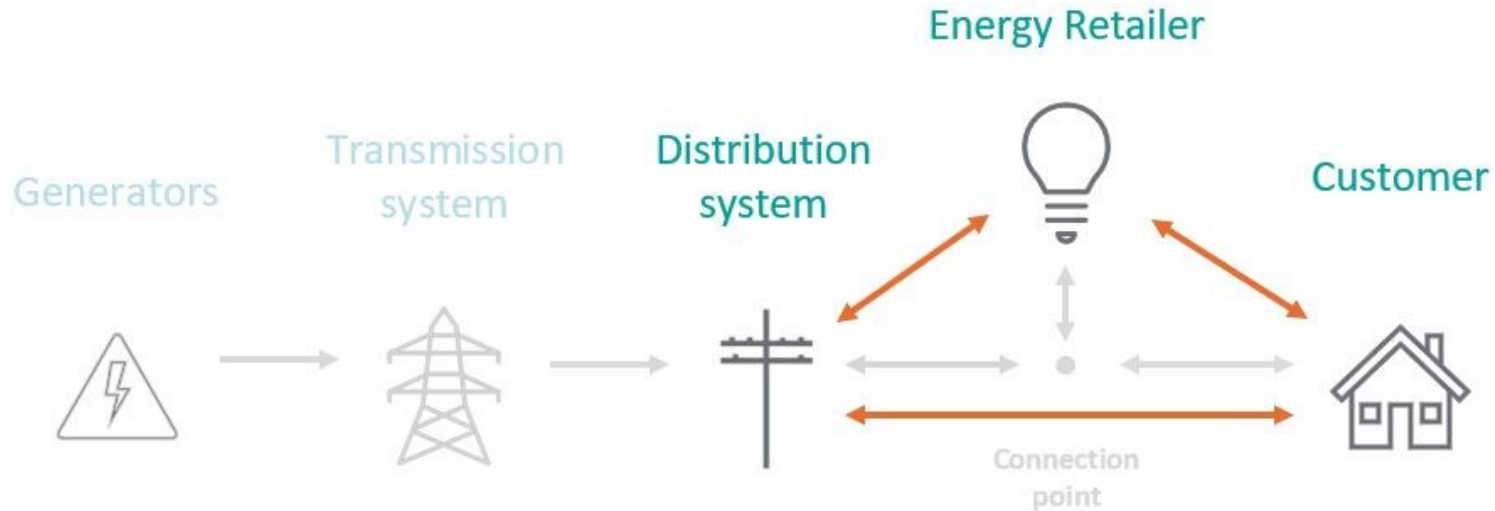 Energy Retailer
Generators
Transmission
system
Distribution
system
Customer
Connection
point